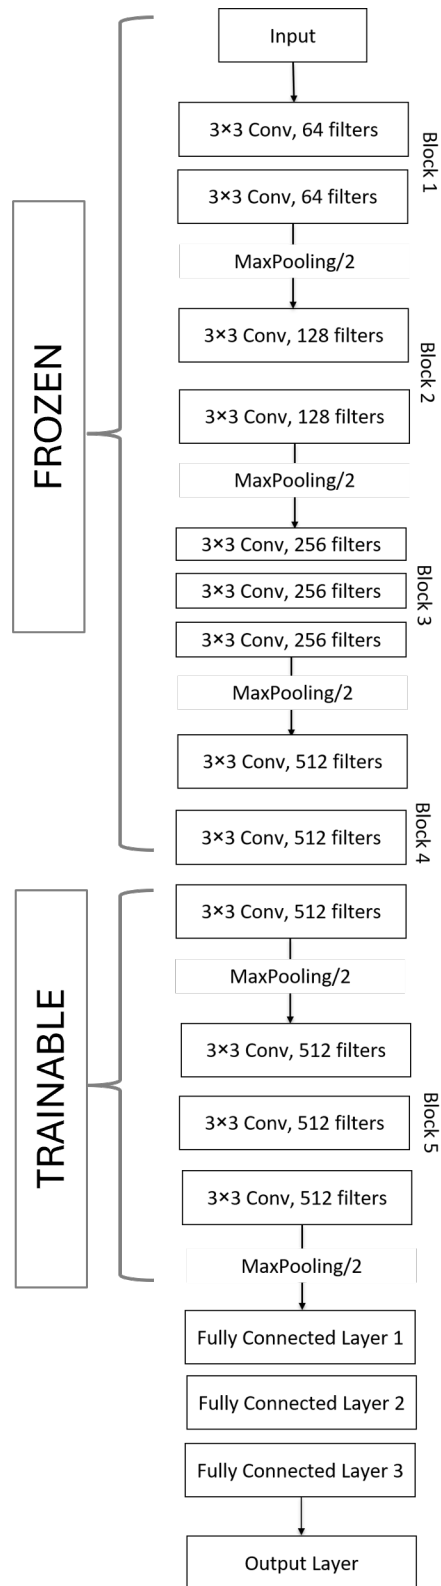 Input
3×3 Conv, 64 filters
3×3 Conv, 64 filters
Block 1
MaxPooling/2
3×3 Conv, 128 filters
3×3 Conv, 128 filters
Block 2
MaxPooling/2
3×3 Conv, 256 filters
3×3 Conv, 256 filters
3×3 Conv, 256 filters
Block 3
MaxPooling/2
3×3 Conv, 512 filters
3×3 Conv, 512 filters
Block 4
FROZEN
3×3 Conv, 512 filters
MaxPooling/2
3×3 Conv, 512 filters
3×3 Conv, 512 filters
Block 5
3×3 Conv, 512 filters
MaxPooling/2
TRAINABLE
Fully Connected Layer 1
Fully Connected Layer 2
Fully Connected Layer 3
Output Layer